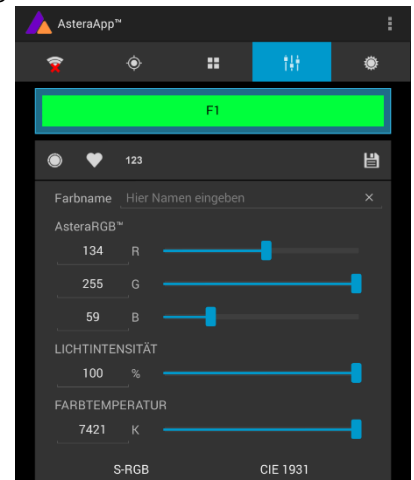 AsteraApp™
F1
123
Farbname Hier Namen eingeben ×
AsteraRGB™
134 R
255 G
59 B
LICHTINTENSITÄT
100 %
FARBTEMPERATUR
7421 K
S-RGB CIE 1931